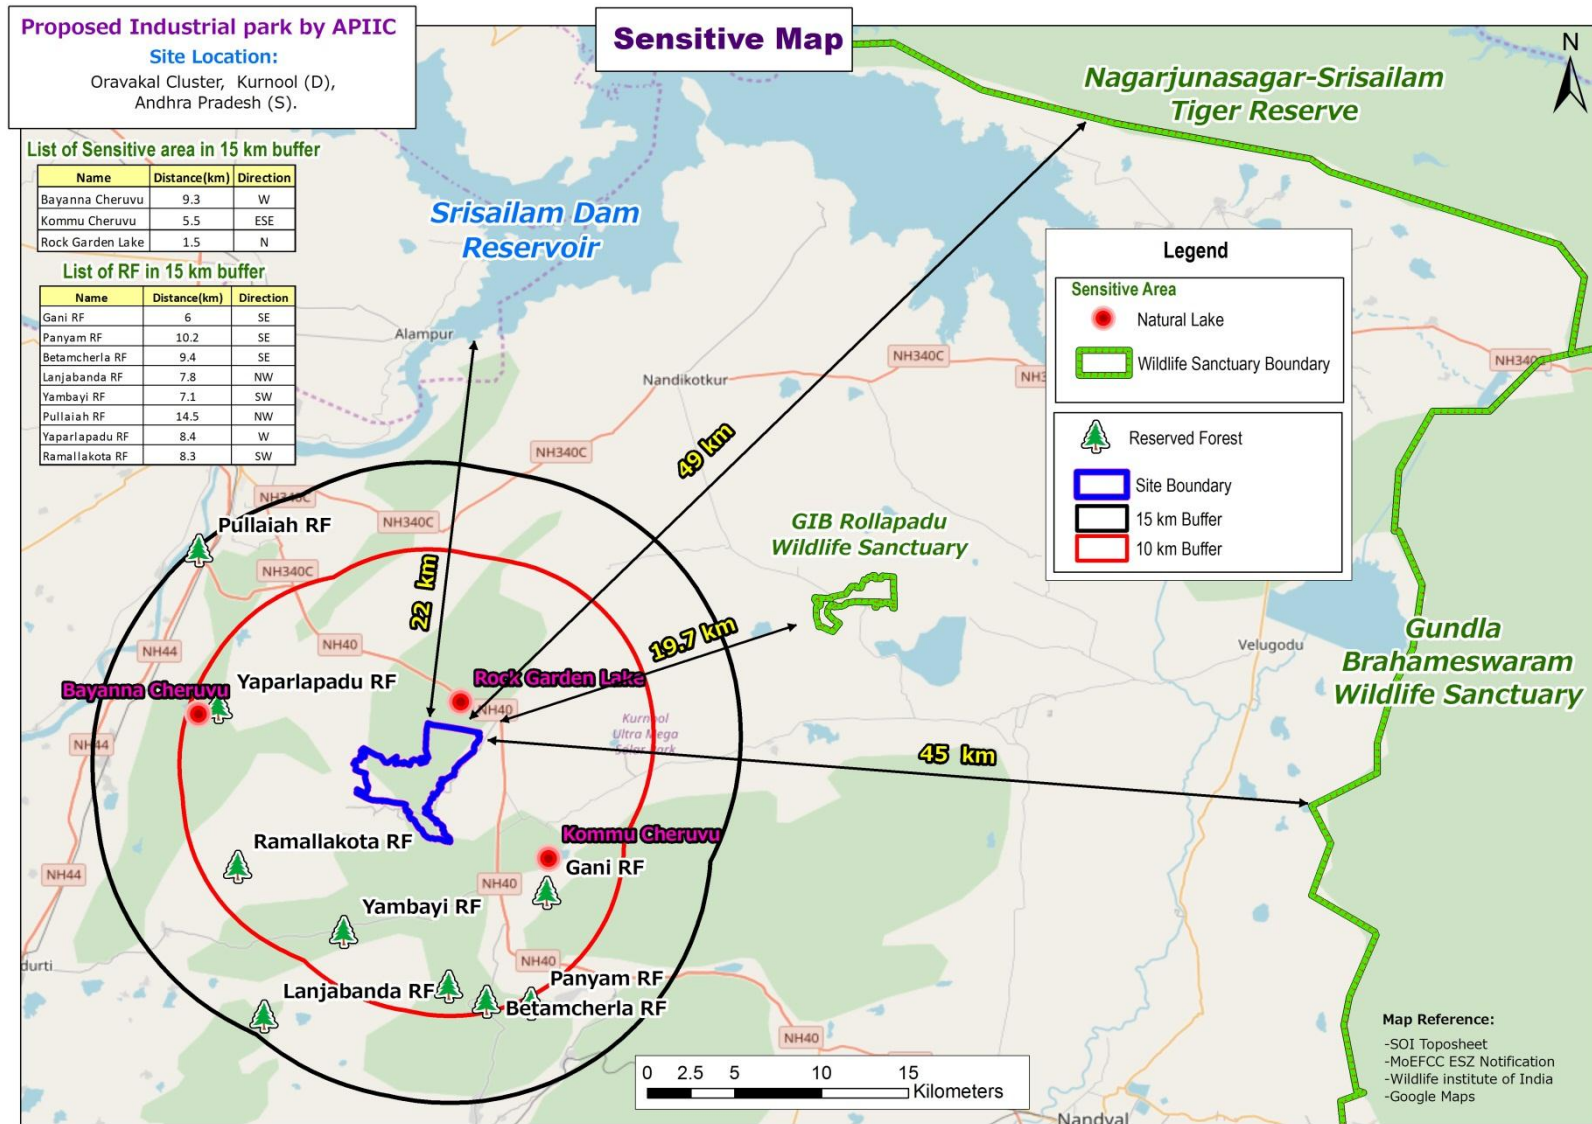 Proposed Industrial park by APIIC
Site Location:
Oravakal Cluster, Kurnool (D),
Andhra Pradesh (S).
Sensitive Map
N
Nagarjunasagar-Srisailam
Tiger Reserve
List of Sensitive area in 15 km buffer
Name Distance(km) Direction
Bayanna Cheruvu 9.3 W
Kommu Cheruvu 5.5 ESE
Rock Garden Lake 1.5 N
List of RF in 15 km buffer
Name Distance(km) Direction
Gani RF 6 SE
Panyam RF 10.2 SE
Betamcherla RF 9.4 SE
Lanjabanda RF 7.8 NW
Yambayi RF 7.1 SW
Pullaiah RF 14.5 NW
Yaparlapadu RF 8.4 W
Ramallakota RF 8.3 SW
Srisailam Dam
Reservoir
Legend
Sensitive Area
Natural Lake
Wildlife Sanctuary Boundary
Reserved Forest
Site Boundary
15 km Buffer
10 km Buffer
Alampur
Nandikotkur
NH340C
NH340C
NH340C
NH340C
NH340C
49 km
22 km
19.7 km
45 km
GIB Rollapadu
Wildlife Sanctuary
Pullaiah RF
NH40
NH44
Velugodu
Gundla
Brahameswaram
Wildlife Sanctuary
Yaparlapadu RF
Bayanna Cheruvu
Rock Garden Lake
NH40
Kurnool
Ultra Mega
Solar Park
NH44
Ramallakota RF
Kommu Cheruvu
Gani RF
NH44
NH40
Yambayi RF
durti
NH40
Panyam RF
Lanjabanda RF
Betamcherla RF
NH40
0 2.5 5 10 15
Kilometers
Map Reference:
-SOI Toposheet
-MoEFCC ESZ Notification
-Wildlife institute of India
-Google Maps
Nandyal